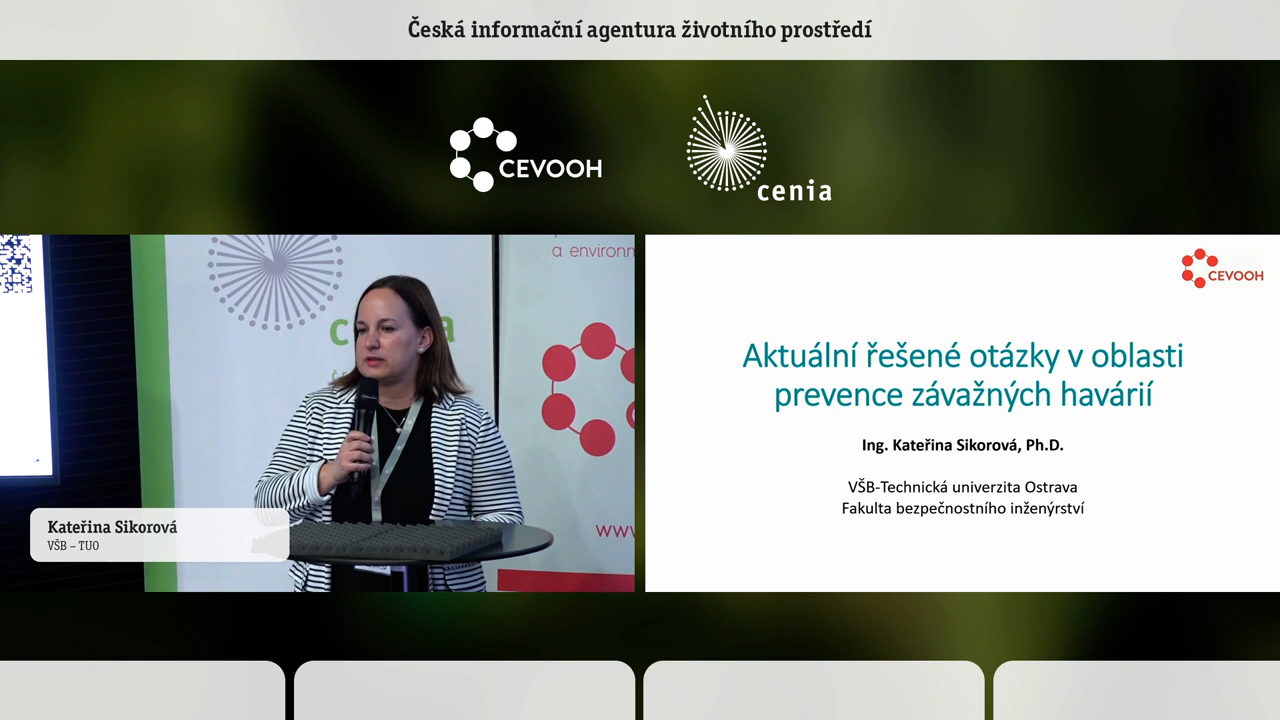 Česká informační agentura životního prostředí
CEVOOH
cenia
a environm
www
Kateřina Sikorová
VŠB – TUO
CEVOOH
Aktuální řešené otázky v oblasti
prevence závažných havárií
Ing. Kateřina Sikorová, Ph.D.
VŠB-Technická univerzita Ostrava
Fakulta bezpečnostního inženýrství